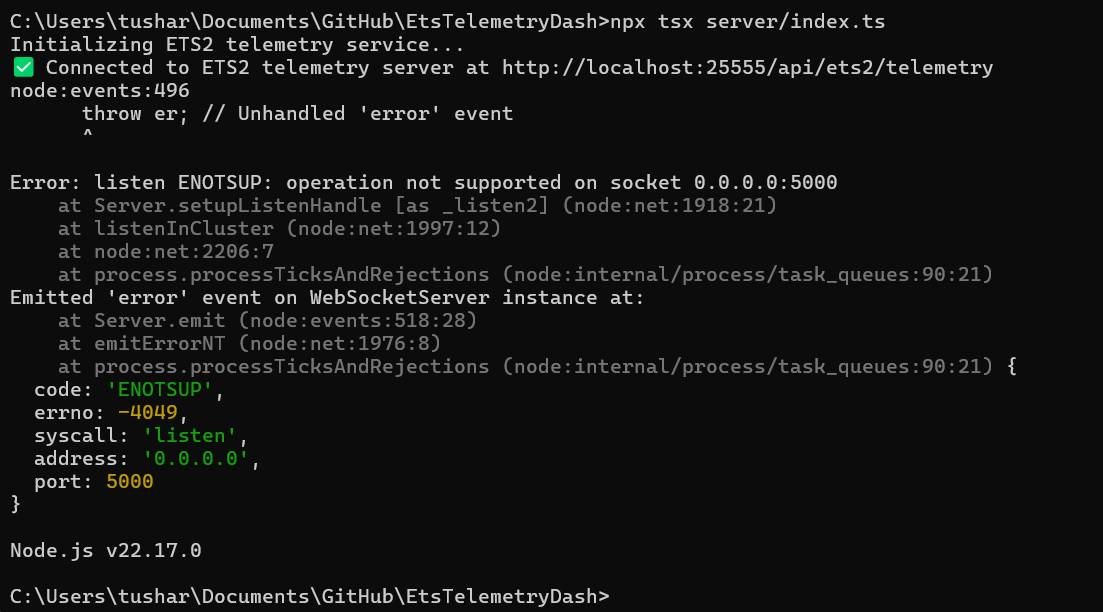 C:\Users\tushar\Documents\GitHub\EtsTelemetryDash>npx tsx server/index.ts
Initializing ETS2 telemetry service...
✅ Connected to ETS2 telemetry server at http://localhost:25555/api/ets2/telemetry
node:events:496
      throw er; // Unhandled 'error' event
      ^
Error: listen ENOTSUP: operation not supported on socket 0.0.0.0:5000
    at Server.setupListenHandle [as _listen2] (node:net:1918:21)
    at listenInCluster (node:net:1997:12)
    at node:net:2206:7
    at process.processTicksAndRejections (node:internal/process/task_queues:90:21)
Emitted 'error' event on WebSocketServer instance at:
    at Server.emit (node:events:518:28)
    at emitErrorNT (node:net:1976:8)
    at process.processTicksAndRejections (node:internal/process/task_queues:90:21) {
  code: 'ENOTSUP',
  errno: -4049,
  syscall: 'listen',
  address: '0.0.0.0',
  port: 5000
}
Node.js v22.17.0
C:\Users\tushar\Documents\GitHub\EtsTelemetryDash>